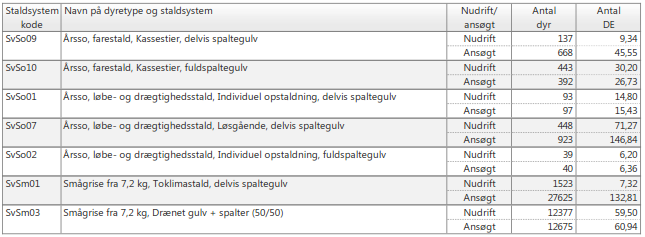 Staldsystem Navn på dyretype og staldsystem Nudrift/ Antal Antal
kode ansøgt dyr DE
SvSo09 Årsso, farestald, Kassestier, delvis spaltegulv Nudrift 137 9,34
Ansøgt 668 45,55
SvSo10 Årsso, farestald, Kassestier, fuldspaltegulv Nudrift 443 30,20
Ansøgt 392 26,73
SvSo01 Årsso, løbe- og drægtighedsstald, Individuel opstaldning, delvis spaltegulv Nudrift 93 14,80
Ansøgt 97 15,43
SvSo07 Årsso, løbe- og drægtighedsstald, Løsgående, delvis spaltegulv Nudrift 448 71,27
Ansøgt 923 146,84
SvSo02 Årsso, løbe- og drægtighedsstald, Individuel opstaldning, fuldspaltegulv Nudrift 39 6,20
Ansøgt 40 6,36
SvSm01 Smågrise fra 7,2 kg, Toklimastald, delvis spaltegulv Nudrift 1523 7,32
Ansøgt 27625 132,81
SvSm03 Smågrise fra 7,2 kg, Drænet gulv + spalter (50/50) Nudrift 12377 59,50
Ansøgt 12675 60,94